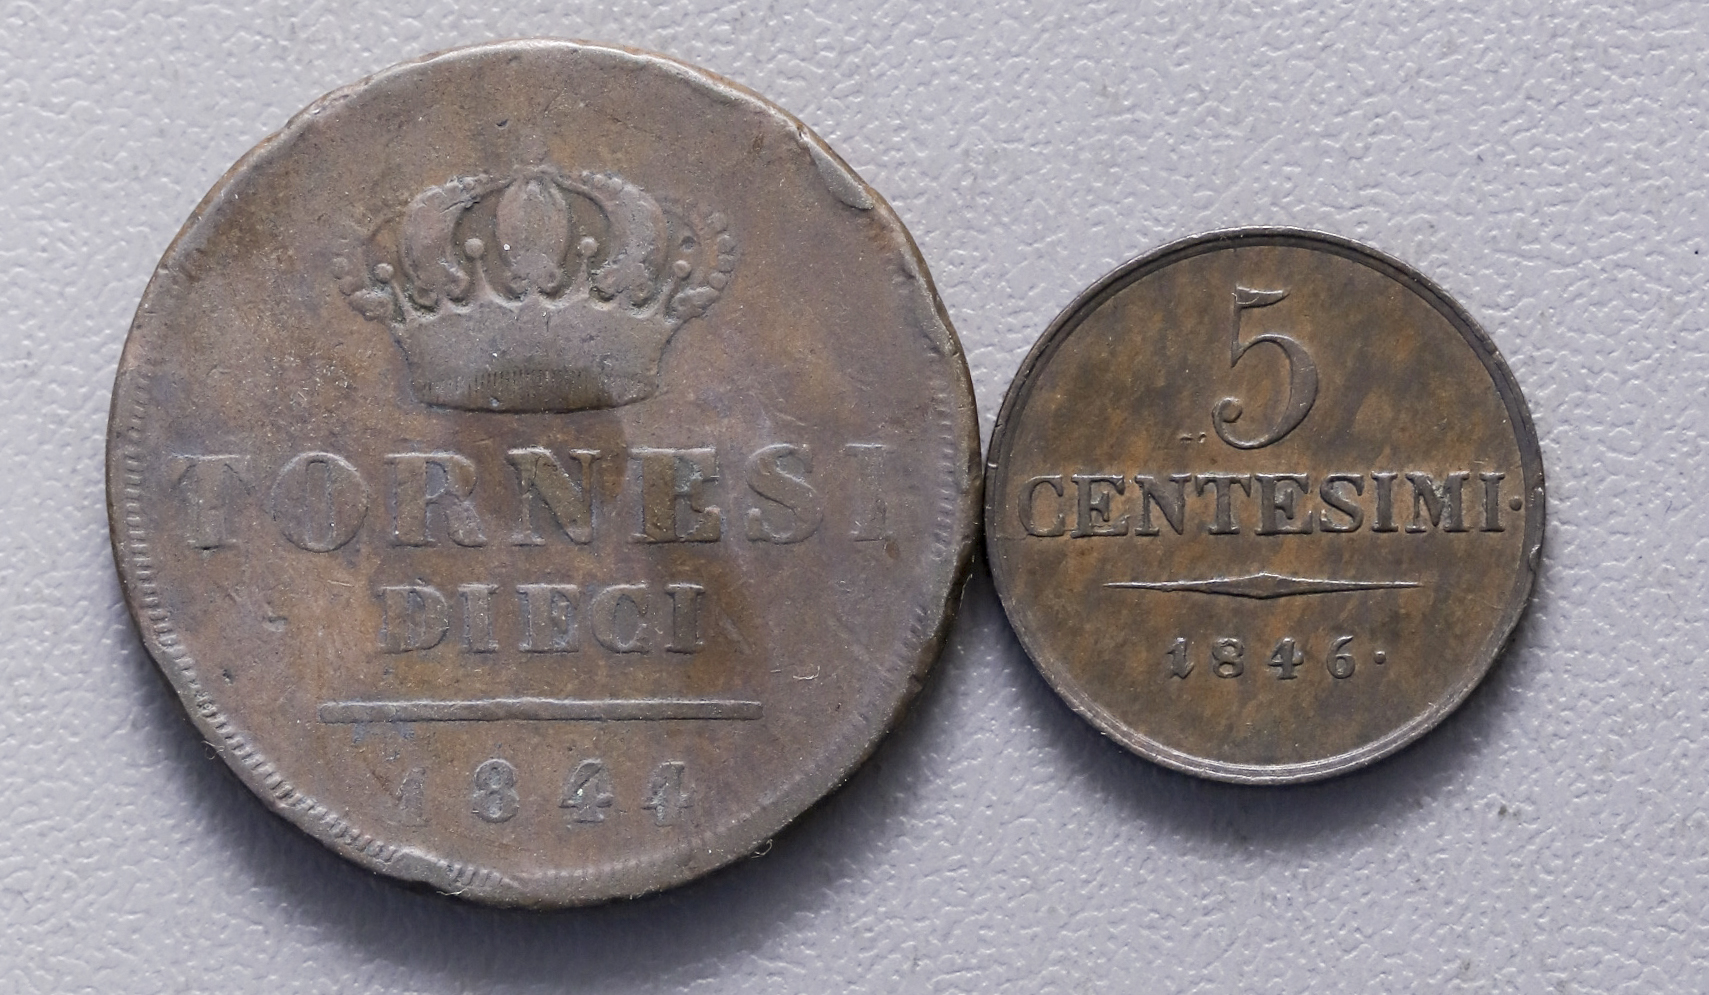 TORNESI
DIECI
1844
5
CENTESIMI·
1846·